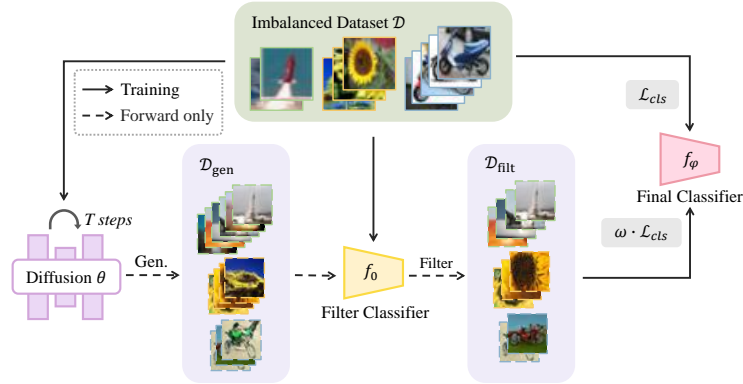 Imbalanced Dataset 𝒟
Training
Forward only
ℒ_cls
f_φ
Final Classifier
ω · ℒ_cls
𝒟_gen
𝒟_filt
T steps
Diffusion θ
Gen.
f_0
Filter
Filter Classifier